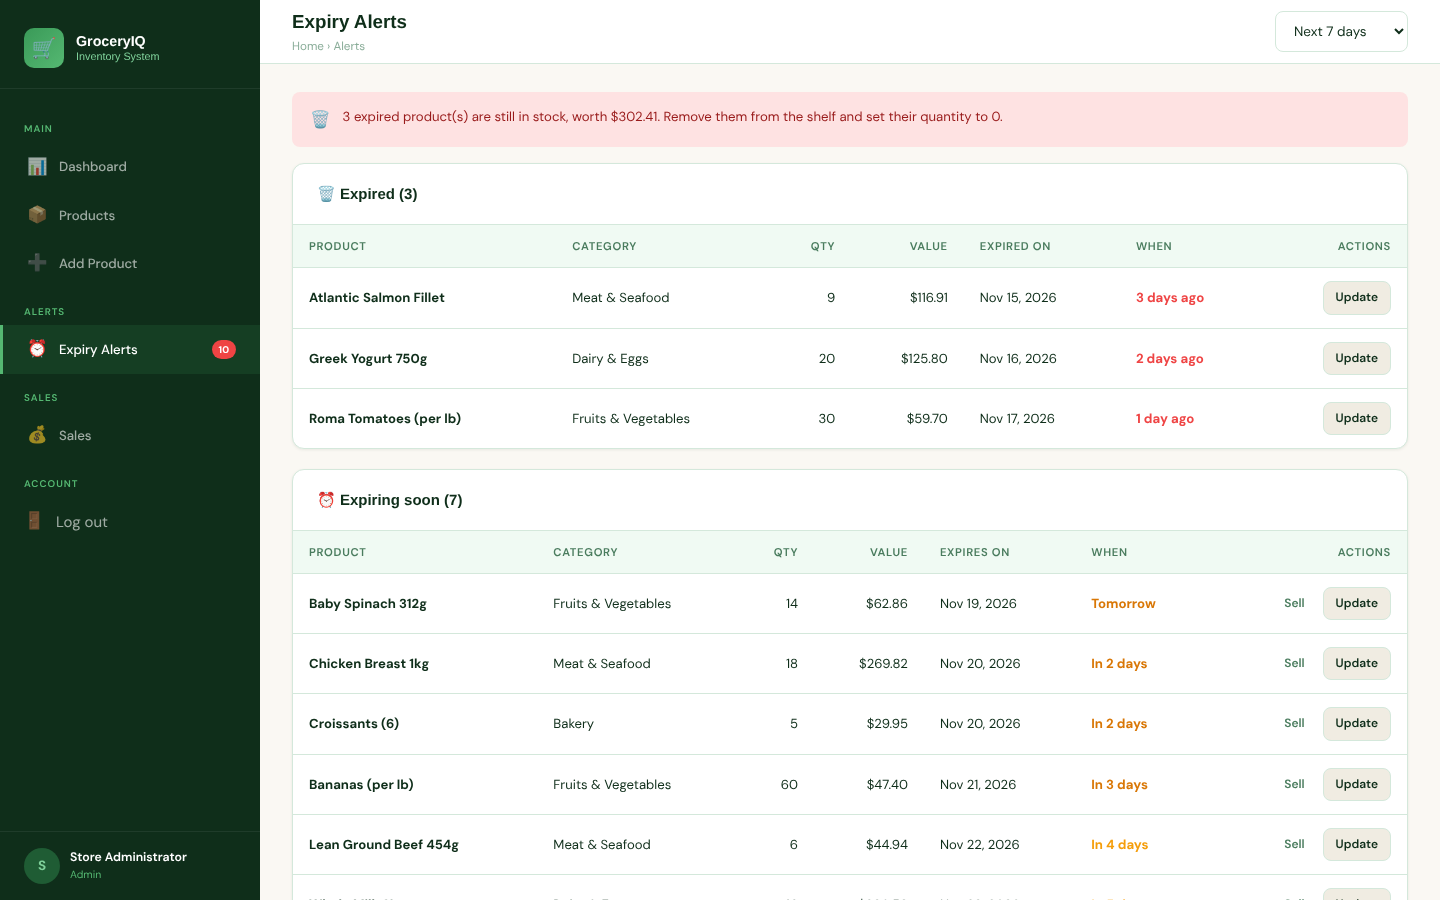 GroceryIQ
Inventory System
MAIN
Dashboard
Products
Add Product
ALERTS
Expiry Alerts 10
SALES
Sales
ACCOUNT
Log out
S
Store Administrator
Admin
Expiry Alerts
Home › Alerts
Next 7 days
3 expired product(s) are still in stock, worth $302.41. Remove them from the shelf and set their quantity to 0.
Expired (3)
PRODUCT CATEGORY QTY VALUE EXPIRED ON WHEN ACTIONS
Atlantic Salmon Fillet Meat & Seafood 9 $116.91 Nov 15, 2026 3 days ago Update
Greek Yogurt 750g Dairy & Eggs 20 $125.80 Nov 16, 2026 2 days ago Update
Roma Tomatoes (per lb) Fruits & Vegetables 30 $59.70 Nov 17, 2026 1 day ago Update
Expiring soon (7)
PRODUCT CATEGORY QTY VALUE EXPIRES ON WHEN ACTIONS
Baby Spinach 312g Fruits & Vegetables 14 $62.86 Nov 19, 2026 Tomorrow Sell Update
Chicken Breast 1kg Meat & Seafood 18 $269.82 Nov 20, 2026 In 2 days Sell Update
Croissants (6) Bakery 5 $29.95 Nov 20, 2026 In 2 days Sell Update
Bananas (per lb) Fruits & Vegetables 60 $47.40 Nov 21, 2026 In 3 days Sell Update
Lean Ground Beef 454g Meat & Seafood 6 $44.94 Nov 22, 2026 In 4 days Sell Update